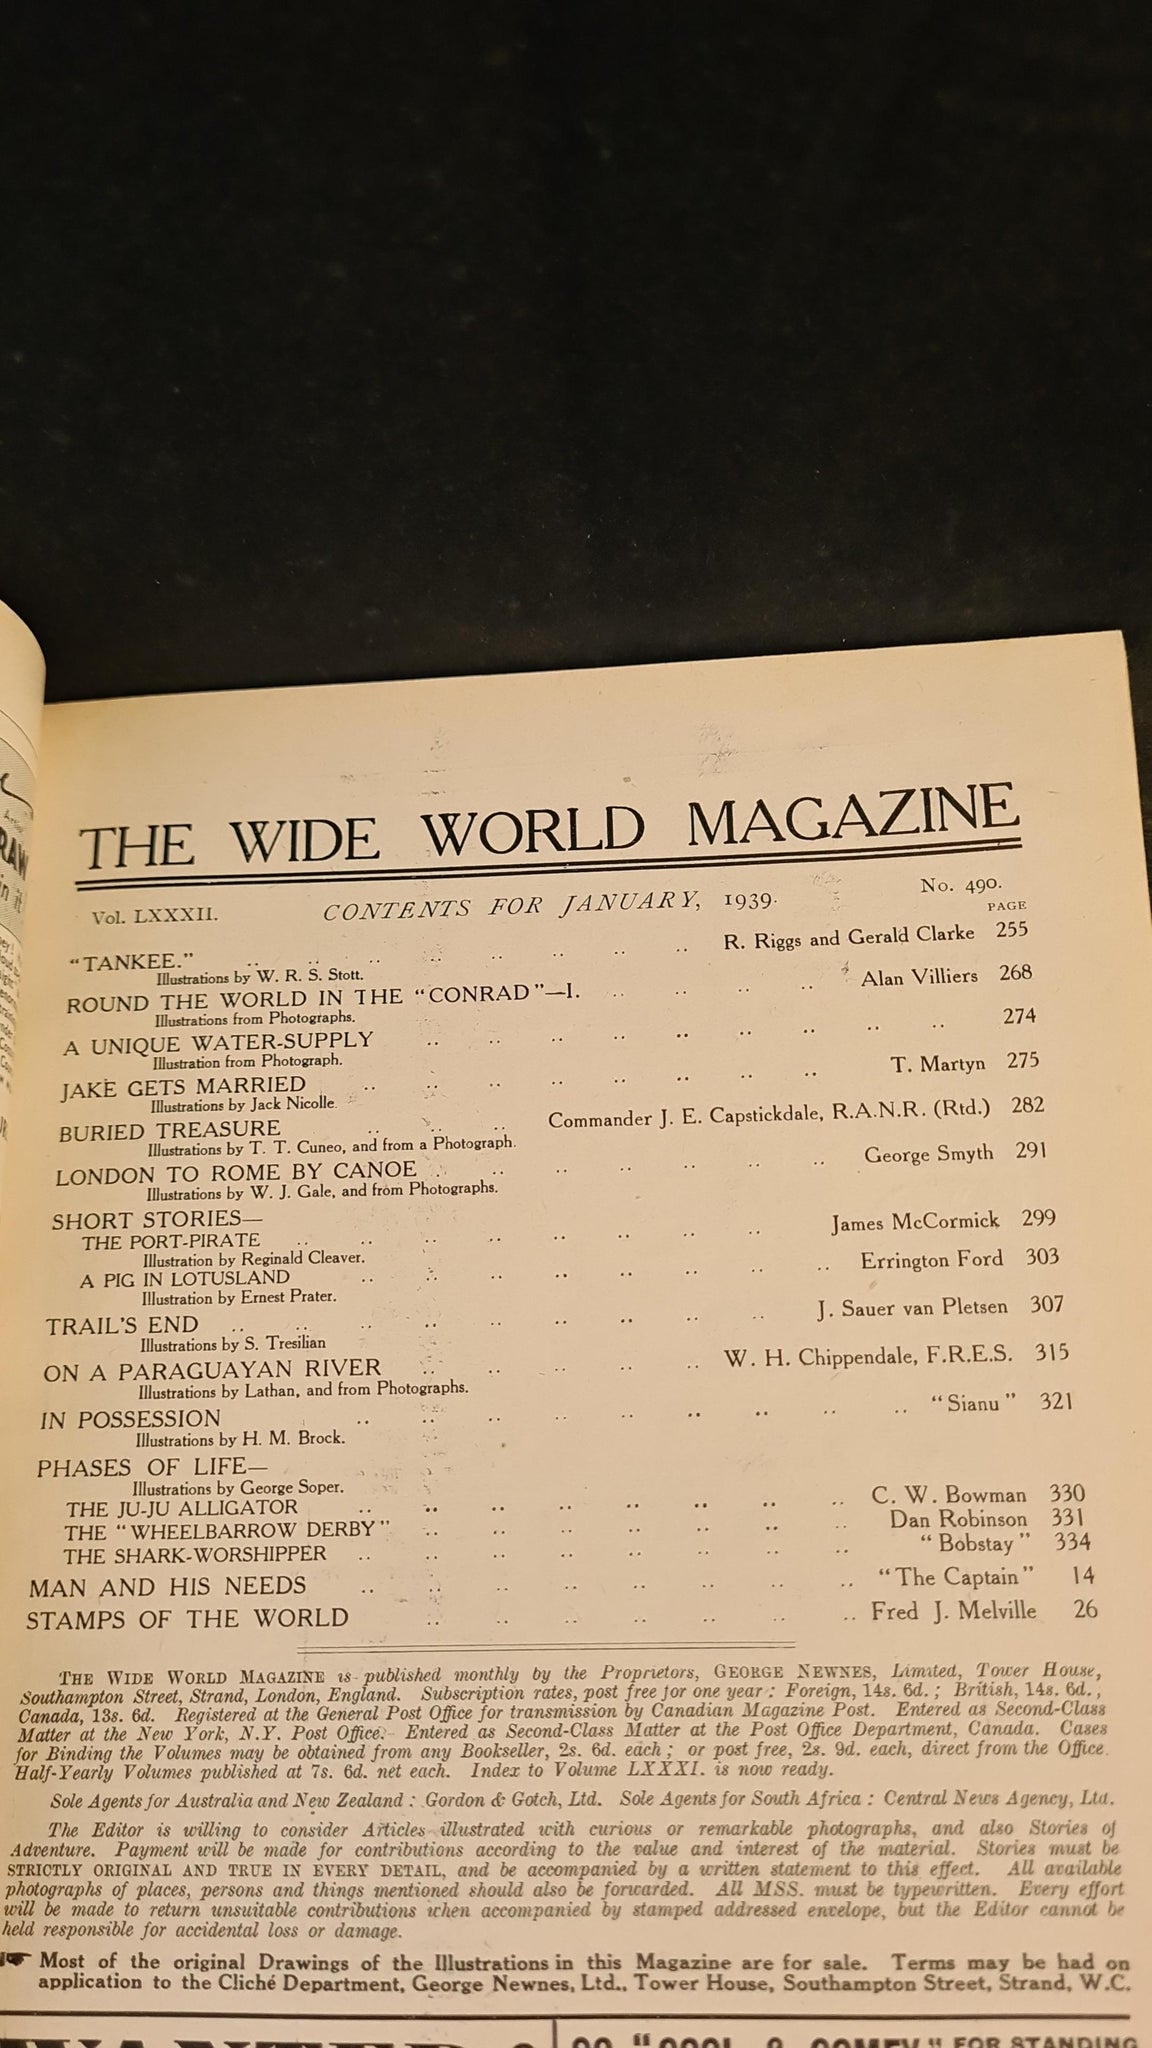 THE WIDE WORLD MAGAZINE
Vol. LXXXII. CONTENTS FOR JANUARY, 1939. No. 490.
PAGE
"TANKEE." .. .. .. .. .. .. .. R. Riggs and Gerald Clarke 255
Illustrations by W. R. S. Stott.
ROUND THE WORLD IN THE "CONRAD"—I. .. .. .. .. Alan Villiers 268
Illustrations from Photographs.
A UNIQUE WATER-SUPPLY .. .. .. .. .. .. .. .. .. 274
Illustration from Photograph.
JAKE GETS MARRIED .. .. .. .. .. .. .. .. T. Martyn 275
Illustrations by Jack Nicolle.
BURIED TREASURE .. .. .. Commander J. E. Capstickdale, R.A.N.R. (Rtd.) 282
Illustrations by T. T. Cuneo, and from a Photograph.
LONDON TO ROME BY CANOE .. .. .. .. .. .. .. George Smyth 291
Illustrations by W. J. Gale, and from Photographs.
SHORT STORIES—
THE PORT-PIRATE .. .. .. .. .. .. .. .. James McCormick 299
Illustration by Reginald Cleaver.
A PIG IN LOTUSLAND .. .. .. .. .. .. .. .. Errington Ford 303
Illustration by Ernest Prater.
TRAIL'S END .. .. .. .. .. .. .. .. .. J. Sauer van Pletsen 307
Illustrations by S. Tresilian
ON A PARAGUAYAN RIVER .. .. .. .. .. W. H. Chippendale, F.R.E.S. 315
Illustrations by Lathan, and from Photographs.
IN POSSESSION .. .. .. .. .. .. .. .. .. "Sianu" 321
Illustrations by H. M. Brock.
PHASES OF LIFE—
Illustrations by George Soper.
THE JU-JU ALLIGATOR .. .. .. .. .. .. .. .. C. W. Bowman 330
THE "WHEELBARROW DERBY" .. .. .. .. .. .. .. Dan Robinson 331
THE SHARK-WORSHIPPER .. .. .. .. .. .. .. .. "Bobstay" 334
MAN AND HIS NEEDS .. .. .. .. .. .. .. .. "The Captain" 14
STAMPS OF THE WORLD .. .. .. .. .. .. .. Fred J. Melville 26
THE WIDE WORLD MAGAZINE is published monthly by the Proprietors, GEORGE NEWNES, Limited, Tower House,
Southampton Street, Strand, London, England. Subscription rates, post free for one year : Foreign, 14s. 6d. ; British, 14s. 6d. ,
Canada, 13s. 6d. Registered at the General Post Office for transmission by Canadian Magazine Post. Entered as Second-Class
Matter at the New York, N.Y. Post Office. Entered as Second-Class Matter at the Post Office Department, Canada. Cases
for Binding the Volumes may be obtained from any Bookseller, 2s. 6d. each ; or post free, 2s. 9d. each, direct from the Office.
Half-Yearly Volumes published at 7s. 6d. net each. Index to Volume LXXXI. is now ready.
Sole Agents for Australia and New Zealand : Gordon & Gotch, Ltd. Sole Agents for South Africa : Central News Agency, Ltd.
The Editor is willing to consider Articles illustrated with curious or remarkable photographs, and also Stories of
Adventure. Payment will be made for contributions according to the value and interest of the material. Stories must be
STRICTLY ORIGINAL AND TRUE IN EVERY DETAIL, and be accompanied by a written statement to this effect. All available
photographs of places, persons and things mentioned should also be forwarded. All MSS. must be typewritten. Every effort
will be made to return unsuitable contributions when accompanied by stamped addressed envelope, but the Editor cannot be
held responsible for accidental loss or damage.
Most of the original Drawings of the Illustrations in this Magazine are for sale. Terms may be had on
application to the Cliché Department, George Newnes, Ltd., Tower House, Southampton Street, Strand, W.C.
FOR STANDING